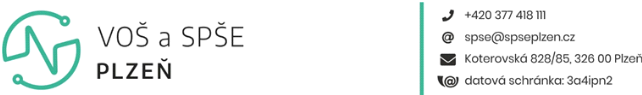 VOŠ a SPŠE
PLZEŇ
+420 377 418 111
spse@spseplzen.cz
Koterovská 828/85, 326 00 Plzeň
datová schránka: 3a4ipn2